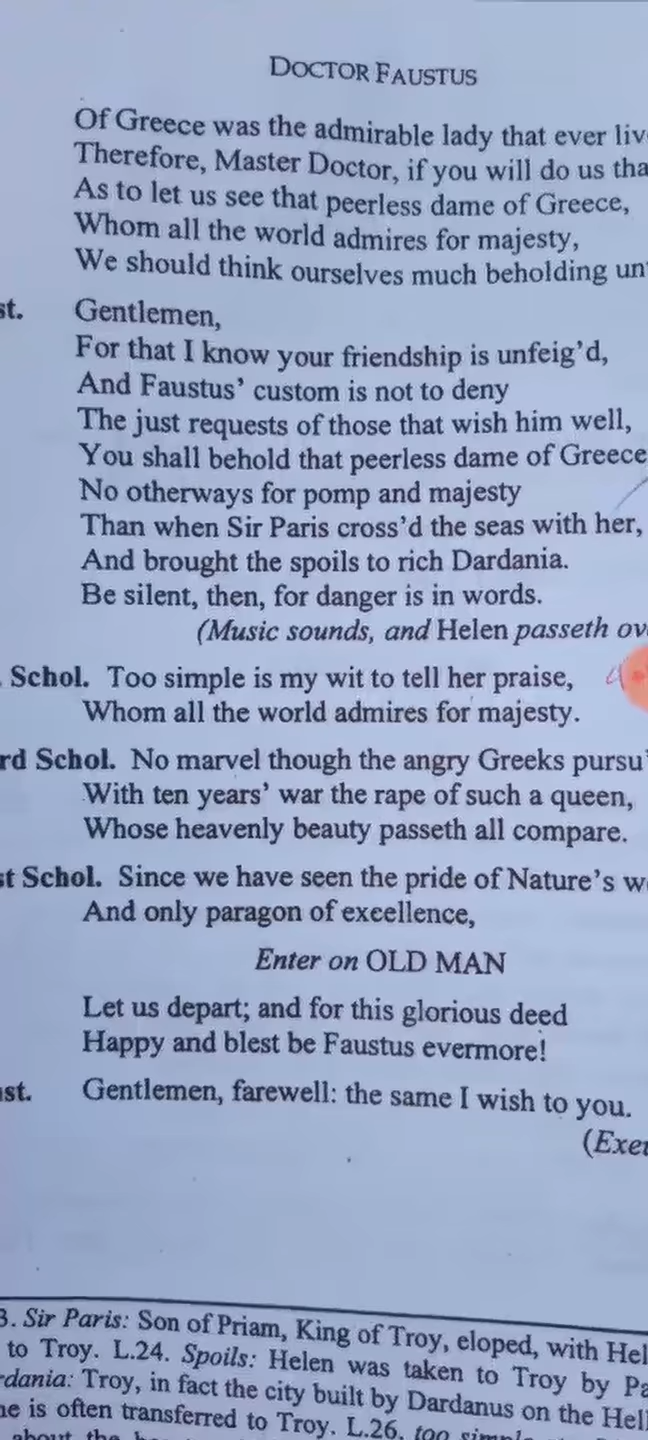 DOCTOR FAUSTUS
Of Greece was the admirable lady that ever liv
Therefore, Master Doctor, if you will do us tha
As to let us see that peerless dame of Greece,
Whom all the world admires for majesty,
We should think ourselves much beholding un
st. Gentlemen,
For that I know your friendship is unfeig'd,
And Faustus' custom is not to deny
The just requests of those that wish him well,
You shall behold that peerless dame of Greece
No otherways for pomp and majesty
Than when Sir Paris cross'd the seas with her,
And brought the spoils to rich Dardania.
Be silent, then, for danger is in words.
(Music sounds, and Helen passeth ov
Schol. Too simple is my wit to tell her praise,
Whom all the world admires for majesty.
rd Schol. No marvel though the angry Greeks pursu'
With ten years' war the rape of such a queen,
Whose heavenly beauty passeth all compare.
st Schol. Since we have seen the pride of Nature's w
And only paragon of excellence,
Enter on OLD MAN
Let us depart; and for this glorious deed
Happy and blest be Faustus evermore!
ust. Gentlemen, farewell: the same I wish to you.
(Exeu
3. Sir Paris: Son of Priam, King of Troy, eloped, with Hel
to Troy. L.24. Spoils: Helen was taken to Troy by Pa
rdania: Troy, in fact the city built by Dardanus on the Hell
ne is often transferred to Troy. L.26. too
about the